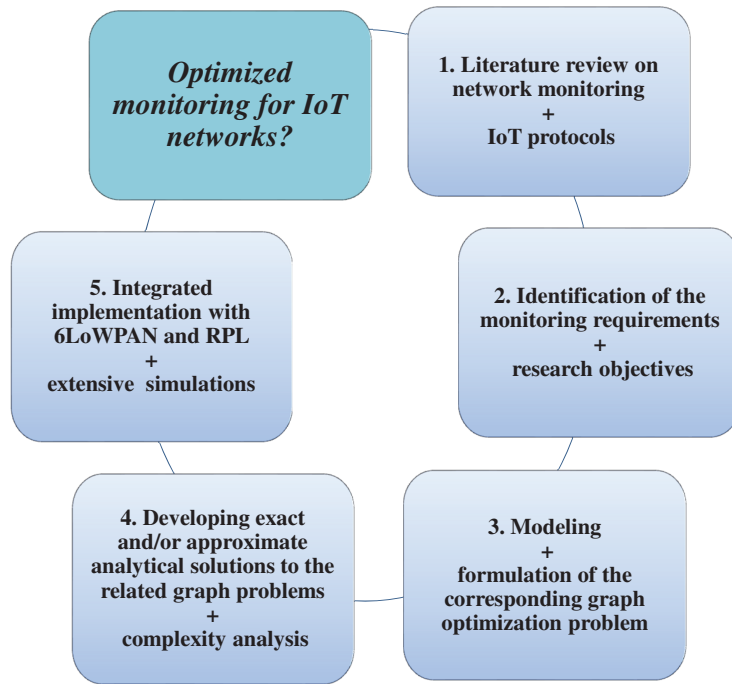 Optimized
monitoring for IoT
networks?
1. Literature review on
network monitoring
+
IoT protocols
2. Identification of the
monitoring requirements
+
research objectives
3. Modeling
+
formulation of the
corresponding graph
optimization problem
4. Developing exact
and/or approximate
analytical solutions to the
related graph problems
+
complexity analysis
5. Integrated
implementation with
6LoWPAN and RPL
+
extensive simulations